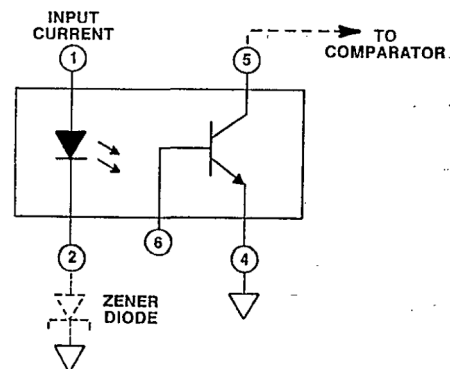 INPUT
CURRENT
1
5
TO
COMPARATOR
6
2
4
ZENER
DIODE